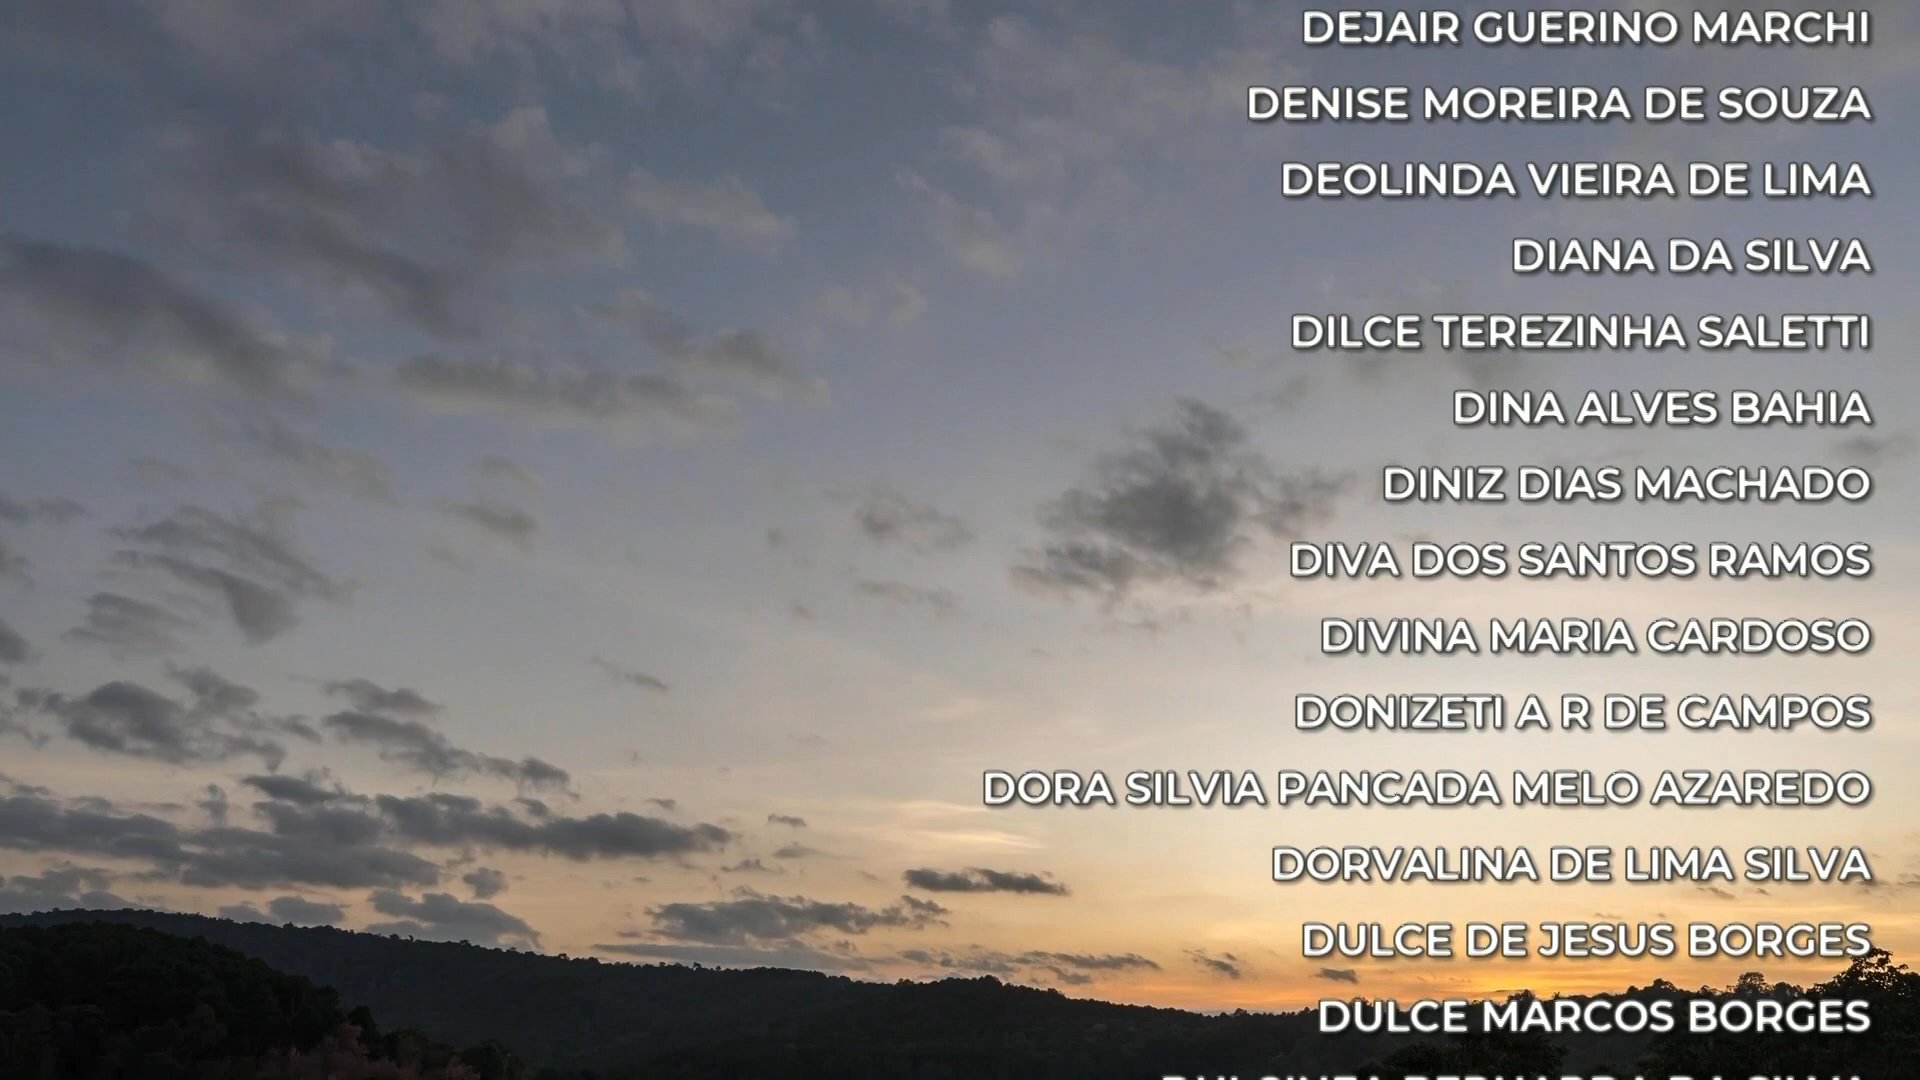 DEJAIR GUERINO MARCHI
DENISE MOREIRA DE SOUZA
DEOLINDA VIEIRA DE LIMA
DIANA DA SILVA
DILCE TEREZINHA SALETTI
DINA ALVES BAHIA
DINIZ DIAS MACHADO
DIVA DOS SANTOS RAMOS
DIVINA MARIA CARDOSO
DONIZETI A R DE CAMPOS
DORA SILVIA PANCADA MELO AZAREDO
DORVALINA DE LIMA SILVA
DULCE DE JESUS BORGES
DULCE MARCOS BORGES